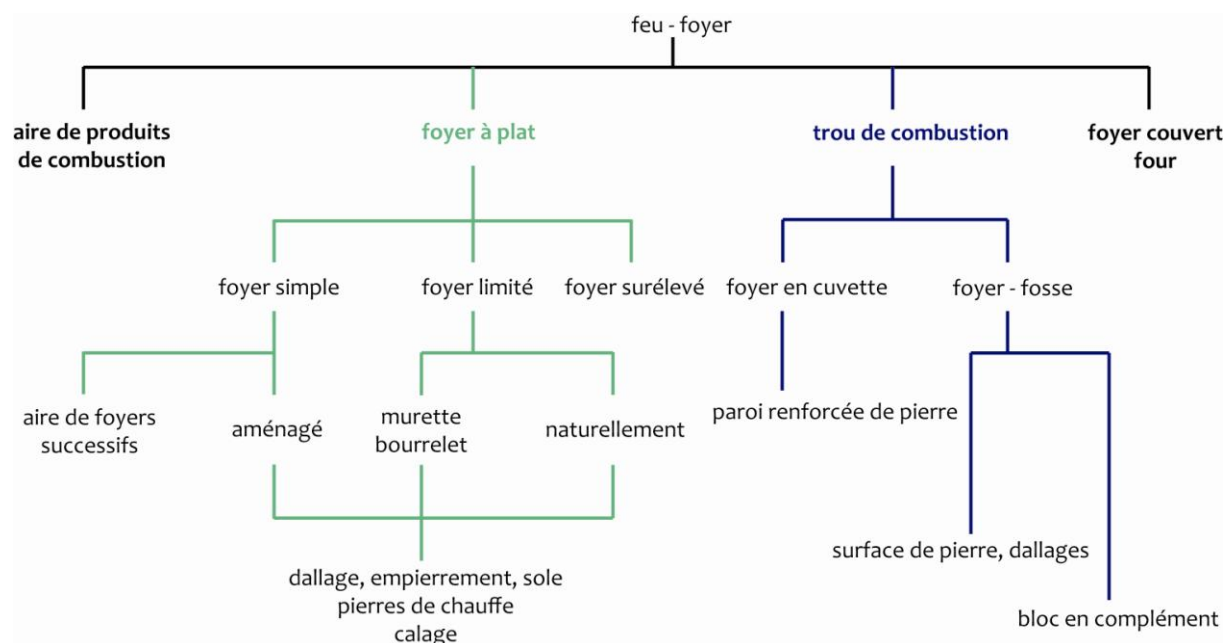 feu - foyer
aire de produits
de combustion
foyer à plat
trou de combustion
foyer couvert
four
foyer simple
foyer limité
foyer surélevé
foyer en cuvette
foyer - fosse
aire de foyers
successifs
aménagé
murette
bourrelet
naturellement
paroi renforcée de pierre
surface de pierre, dallages
dallage, empierrement, sole
pierres de chauffe
calage
bloc en complément